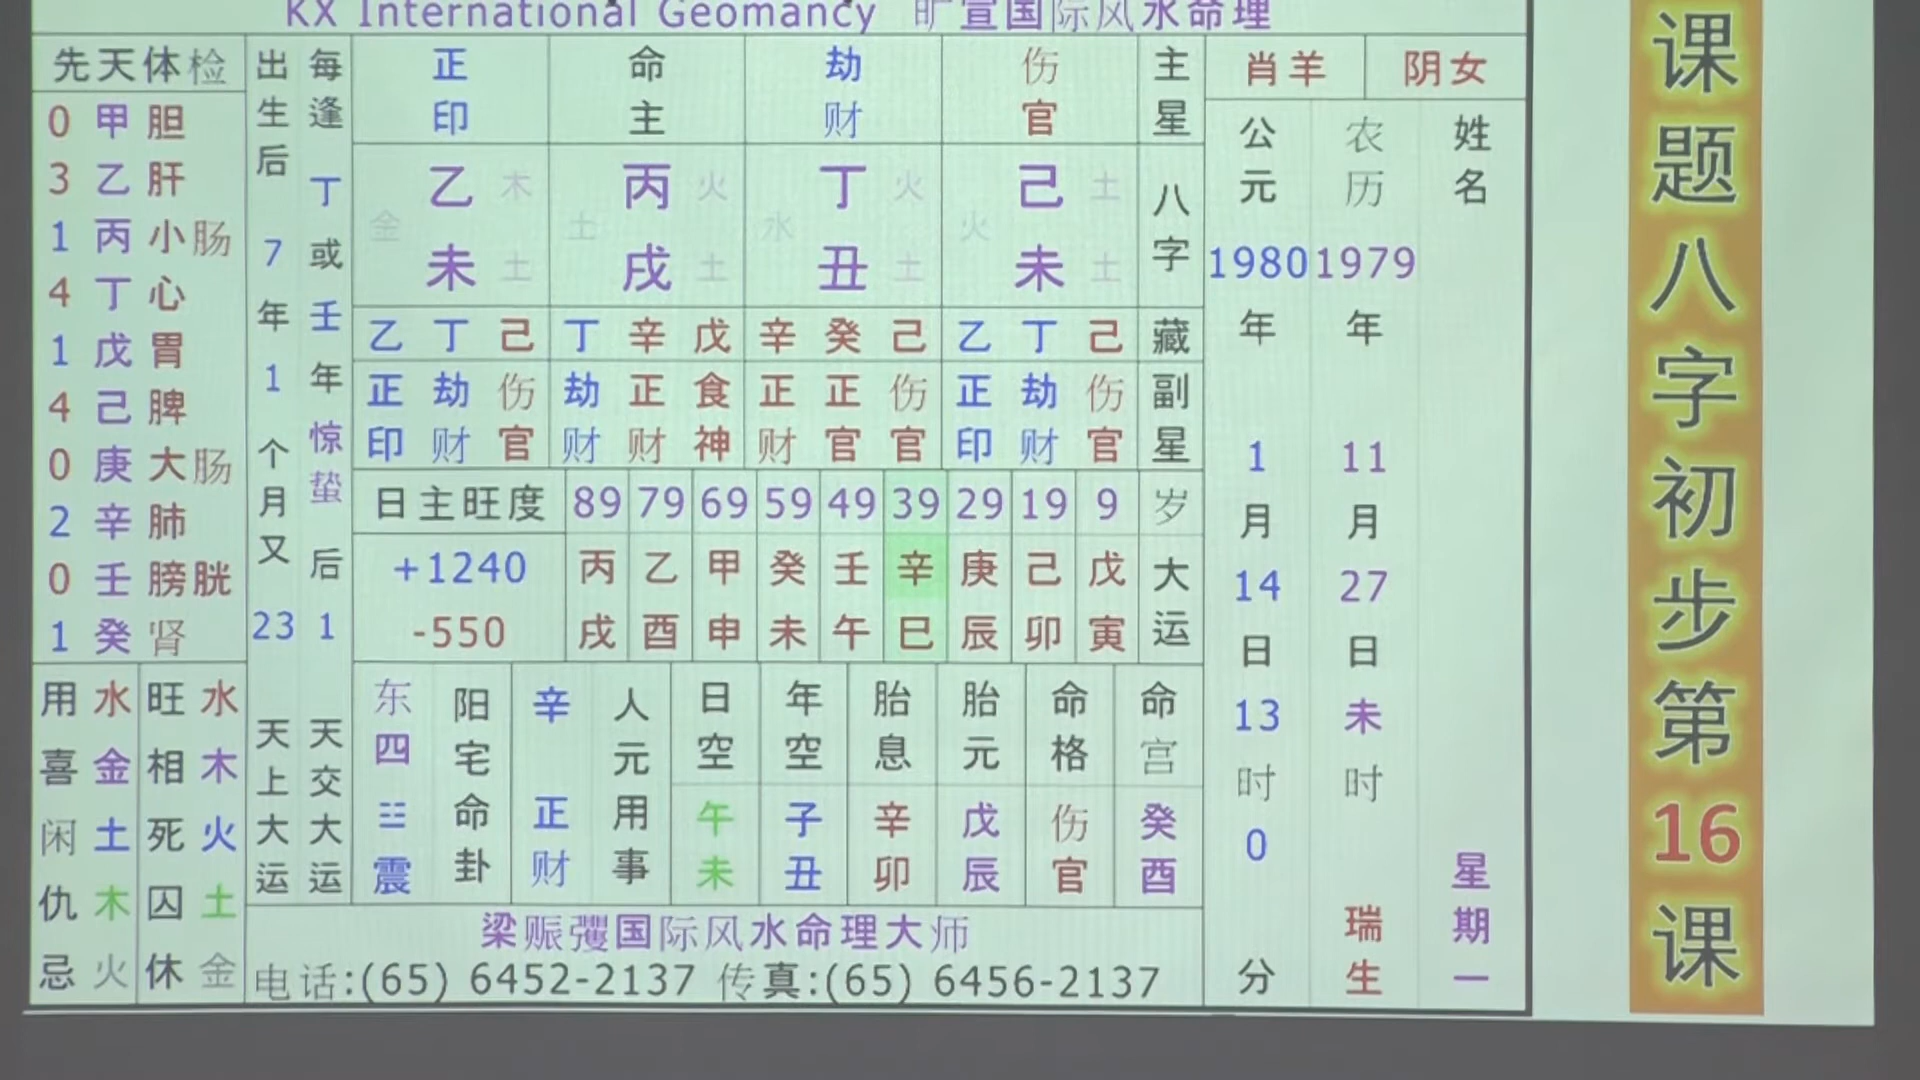 KX International Geomancy 旷宣国际风水命理
先天体检
0 甲 胆
3 乙 肝
1 丙 小肠
4 丁 心
1 戊 胃
4 己 脾
0 庚 大肠
2 辛 肺
0 壬 膀胱
1 癸 肾
用 水 旺 水
喜 金 相 木
闲 土 死 火
仇 木 囚 土
忌 火 休 金
出生后 7 年 1 个月又 23 天上大运
每逢丁或壬年惊蛰后 1 天交大运
正印 命主 劫财 伤官 主星
乙 木 丙 火 丁 火 己 土 八字
金 土 水 火
未 土 戌 土 丑 土 未 土
乙 丁 己 丁 辛 戊 辛 癸 己 乙 丁 己 藏
正印 劫财 伤官 劫财 正财 食神 正财 正官 伤官 正印 劫财 伤官 副星
日主旺度 89 79 69 59 49 39 29 19 9 岁
+1240 丙 乙 甲 癸 壬 辛 庚 己 戊 大运
-550 戌 酉 申 未 午 巳 辰 卯 寅
东四 ☳ 震 阳宅命卦 辛 正财 人元用事 日空 年空 胎息 胎元 命格 命宫
午未 子丑 辛卯 戊辰 伤官 癸酉
梁赈彏国际风水命理大师
电话:(65) 6452-2137 传真:(65) 6456-2137
肖羊 阴女
公元 1980 年 1 月 14 日 13 时 0 分
农历 1979 年 11 月 27 日 未 时 瑞生
姓名 星期一
课题八字初步第16课